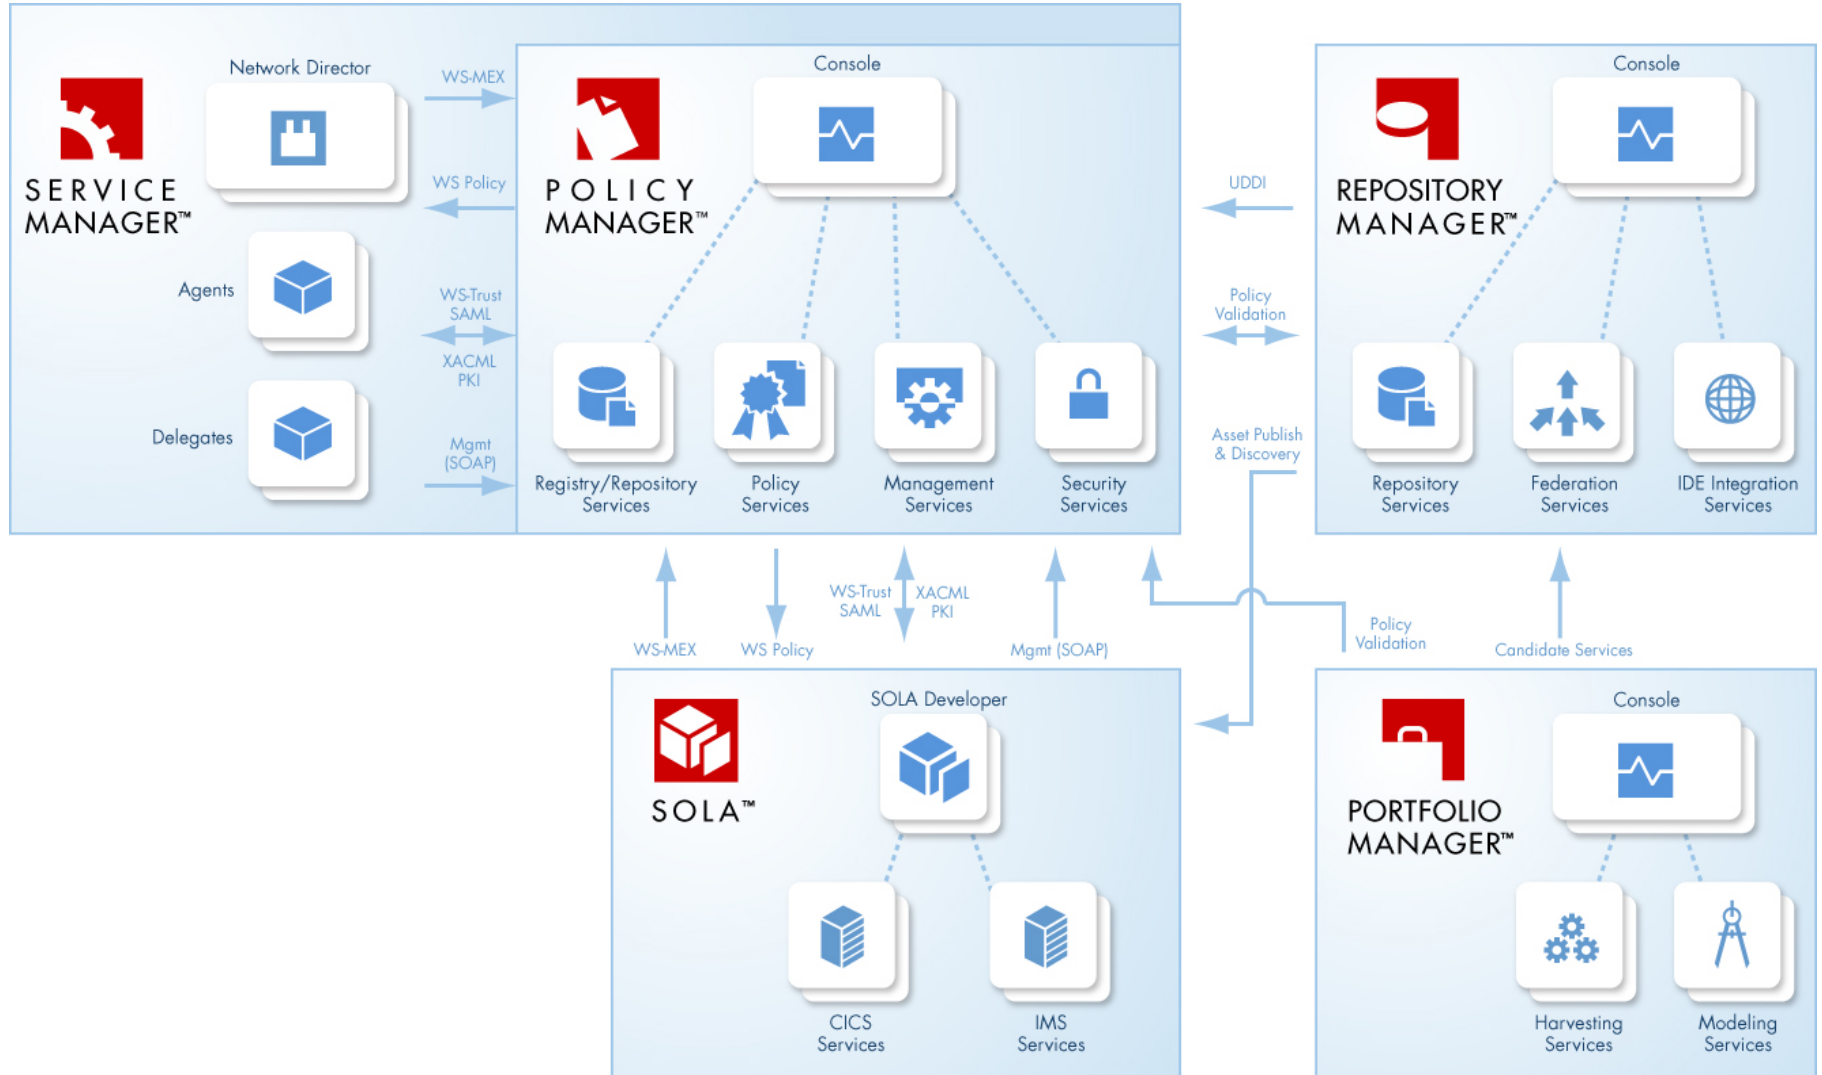 SERVICE
MANAGER™
Network Director
Agents
Delegates
WS-MEX
WS Policy
WS-Trust
SAML
XACML
PKI
Mgmt
(SOAP)
POLICY
MANAGER™
Console
Registry/Repository
Services
Policy
Services
Management
Services
Security
Services
UDDI
Policy
Validation
Asset Publish
& Discovery
REPOSITORY
MANAGER™
Console
Repository
Services
Federation
Services
IDE Integration
Services
WS-MEX
WS Policy
WS-Trust
SAML
XACML
PKI
Mgmt (SOAP)
Policy
Validation
Candidate Services
SOLA™
SOLA Developer
CICS
Services
IMS
Services
PORTFOLIO
MANAGER™
Console
Harvesting
Services
Modeling
Services